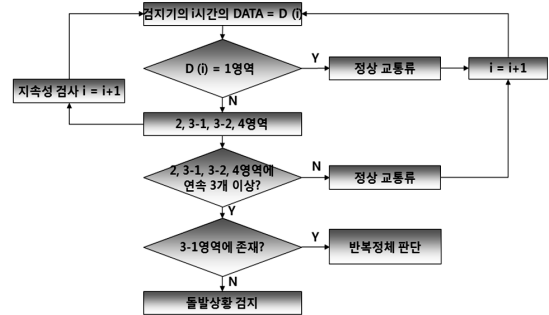 검지기의 i시간의 DATA = D (i)
D (i) = 1영역
Y
정상 교통류
i = i+1
지속성 검사 i = i+1
N
2, 3-1, 3-2, 4영역
2, 3-1, 3-2, 4영역에
연속 3개 이상?
N
정상 교통류
Y
3-1영역에 존재?
Y
반복정체 판단
N
돌발상황 검지